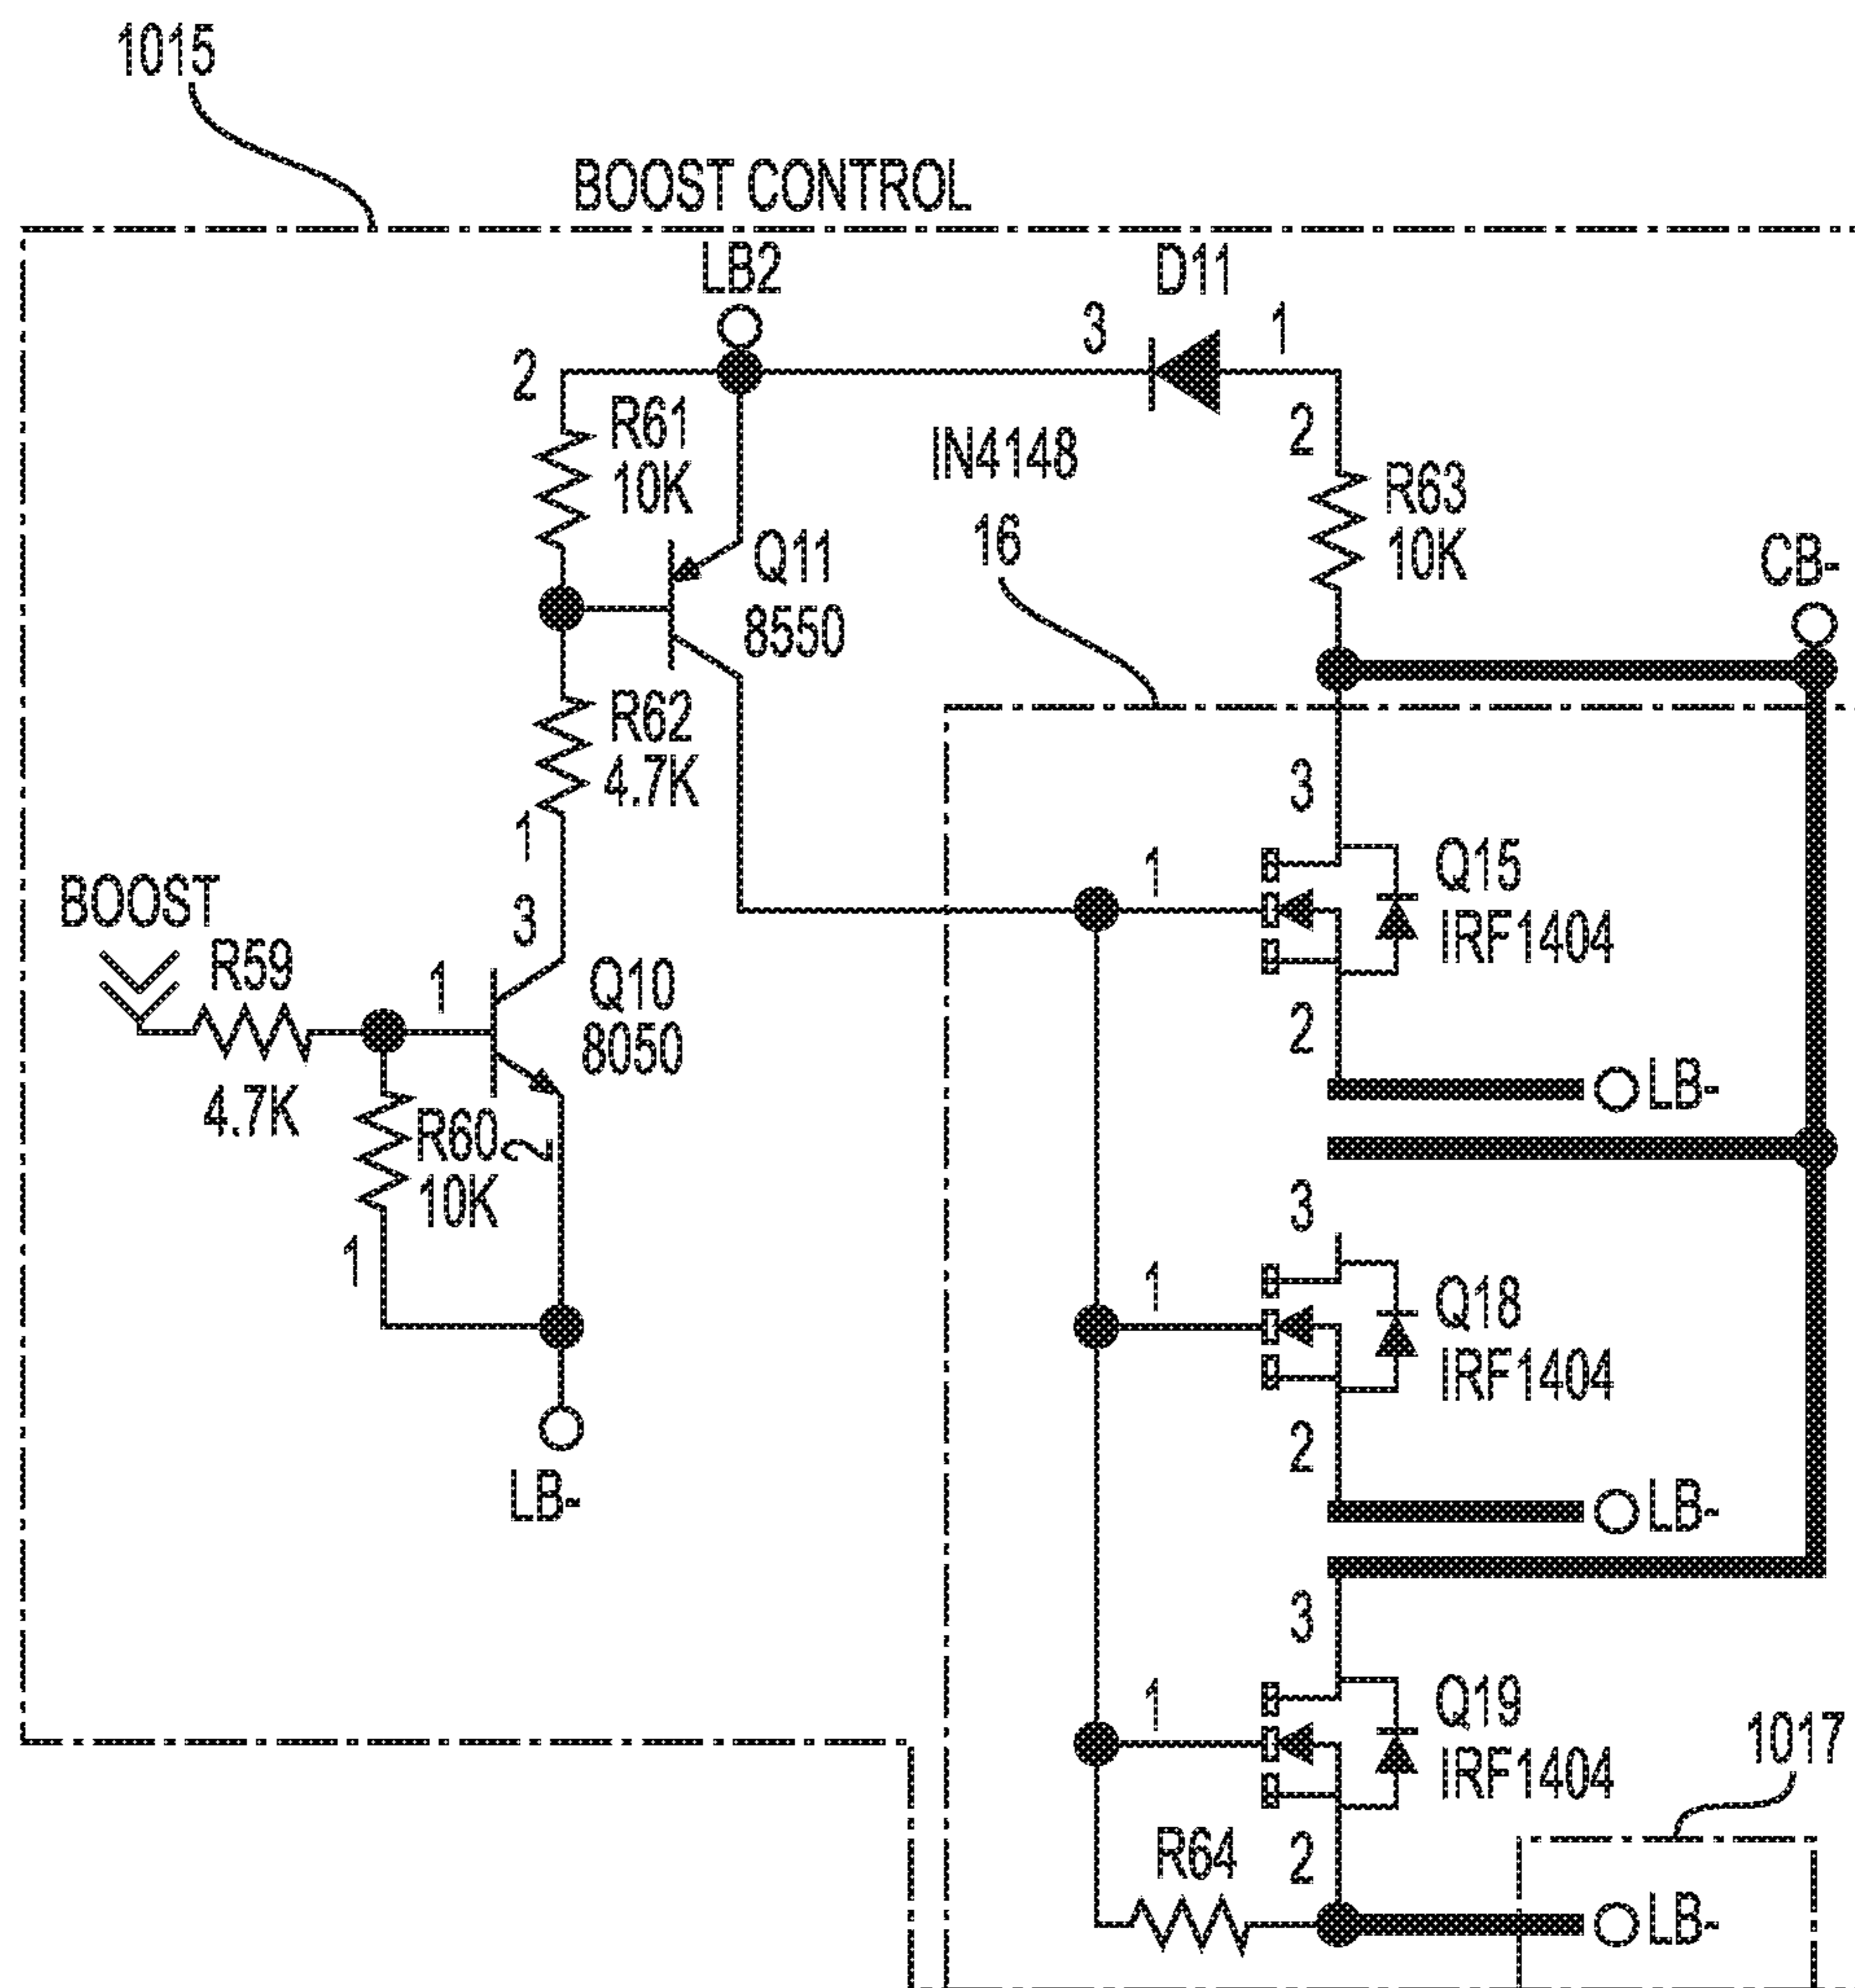 1015
BOOST CONTROL
LB2
D11
3
1
2
R61
10K
2
IN4148
16
R63
10K
CB-
Q11
8550
R62
4.7K
1
3
3
1
Q15
IRF1404
2
LB-
BOOST
R59
4.7K
1
Q10
8050
R60
10K
2
1
LB-
3
1
Q18
IRF1404
2
LB-
3
1
Q19
IRF1404
1017
R64
2
LB-